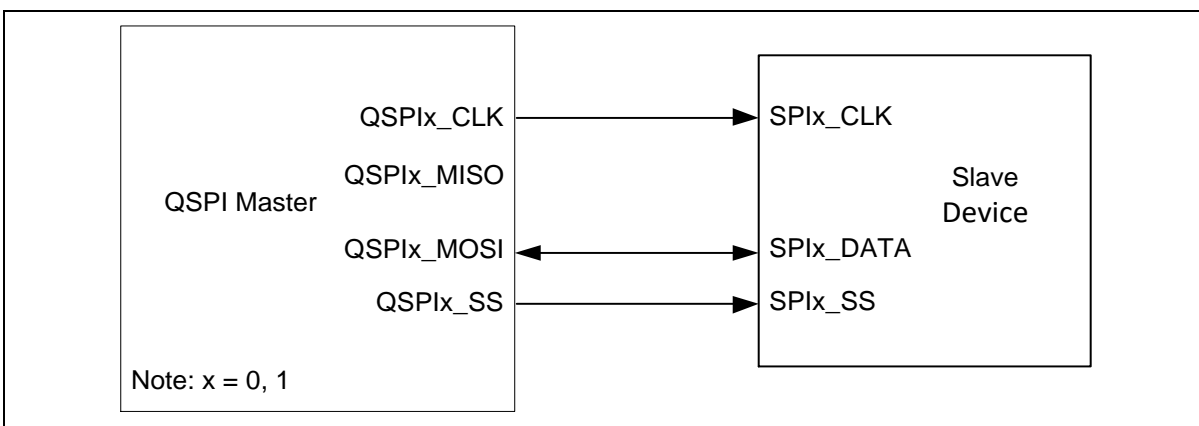 QSPI Master
QSPIx_CLK
QSPIx_MISO
QSPIx_MOSI
QSPIx_SS
Note: x = 0, 1
SPIx_CLK
SPIx_DATA
SPIx_SS
Slave
Device